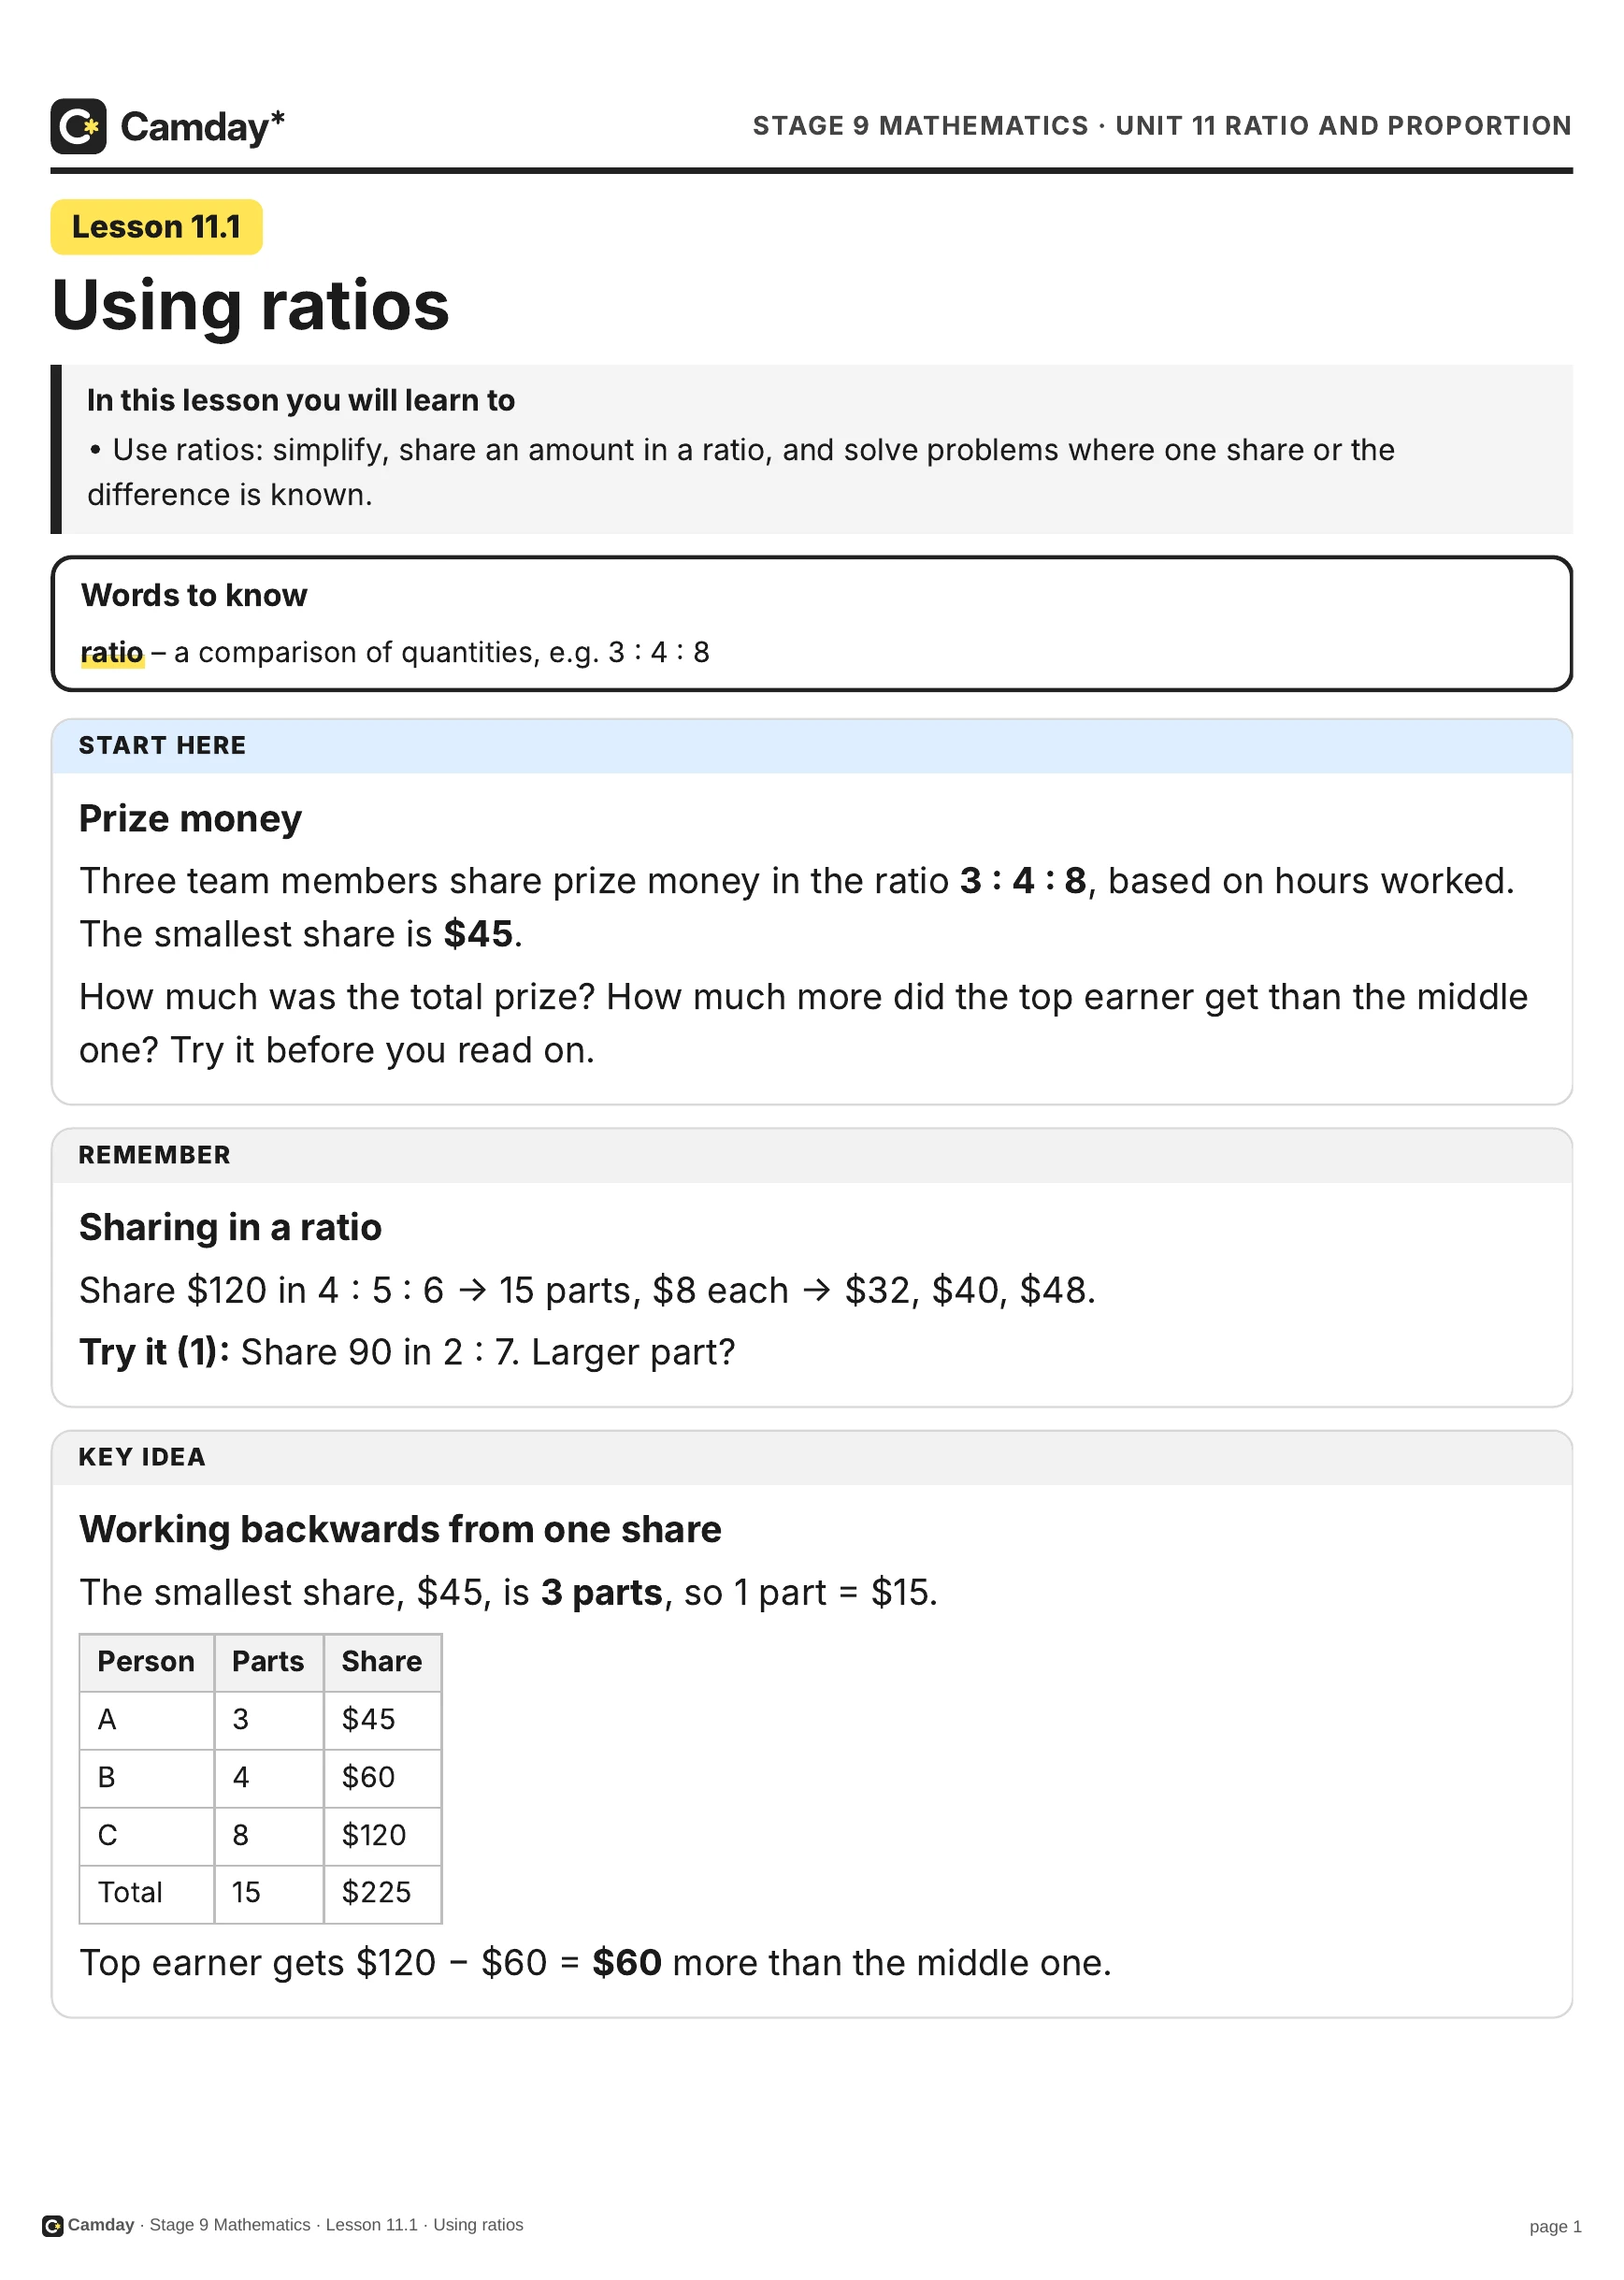 Camday*
STAGE 9 MATHEMATICS · UNIT 11 RATIO AND PROPORTION
Lesson 11.1
Using ratios
In this lesson you will learn to
• Use ratios: simplify, share an amount in a ratio, and solve problems where one share or the
difference is known.
Words to know
ratio – a comparison of quantities, e.g. 3 : 4 : 8
START HERE
Prize money
Three team members share prize money in the ratio 3 : 4 : 8, based on hours worked.
The smallest share is $45.
How much was the total prize? How much more did the top earner get than the middle
one? Try it before you read on.
REMEMBER
Sharing in a ratio
Share $120 in 4 : 5 : 6 → 15 parts, $8 each → $32, $40, $48.
Try it (1): Share 90 in 2 : 7. Larger part?
KEY IDEA
Working backwards from one share
The smallest share, $45, is 3 parts, so 1 part = $15.
Person Parts Share
A 3 $45
B 4 $60
C 8 $120
Total 15 $225
Top earner gets $120 − $60 = $60 more than the middle one.
Camday · Stage 9 Mathematics · Lesson 11.1 · Using ratios
page 1